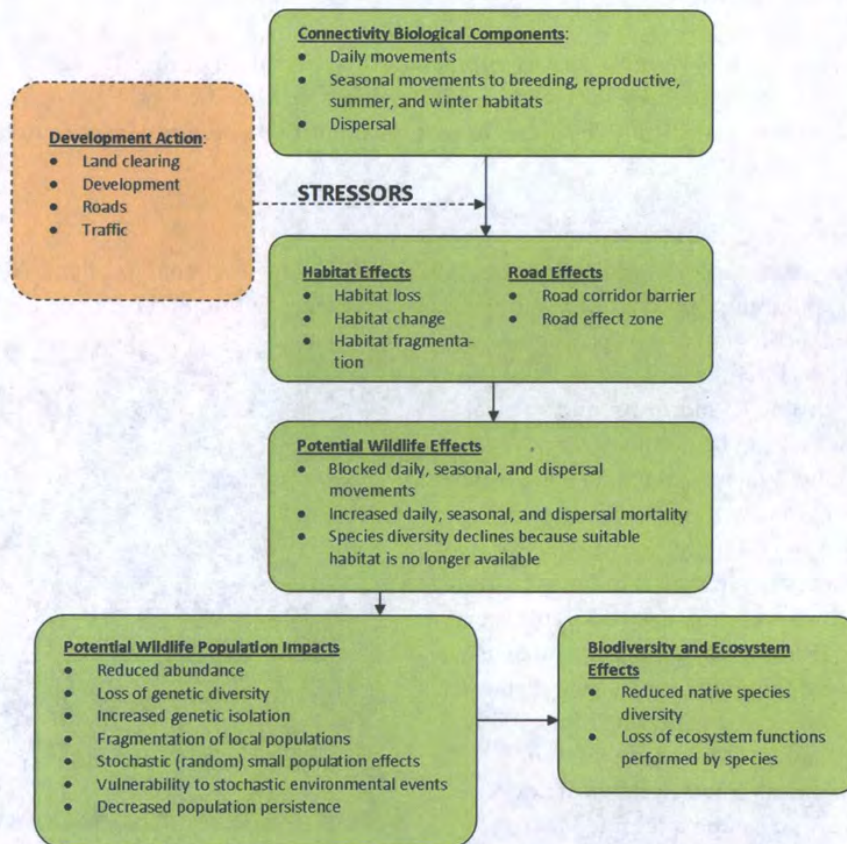 Connectivity Biological Components:
• Daily movements
• Seasonal movements to breeding, reproductive,
summer, and winter habitats
• Dispersal
Development Action:
• Land clearing
• Development
• Roads
• Traffic
STRESSORS
Habitat Effects
• Habitat loss
• Habitat change
• Habitat fragmenta-
tion
Road Effects
• Road corridor barrier
• Road effect zone
Potential Wildlife Effects
• Blocked daily, seasonal, and dispersal
movements
• Increased daily, seasonal, and dispersal mortality
• Species diversity declines because suitable
habitat is no longer available
Potential Wildlife Population Impacts
• Reduced abundance
• Loss of genetic diversity
• Increased genetic isolation
• Fragmentation of local populations
• Stochastic (random) small population effects
• Vulnerability to stochastic environmental events
• Decreased population persistence
Biodiversity and Ecosystem
Effects
• Reduced native species
diversity
• Loss of ecosystem functions
performed by species